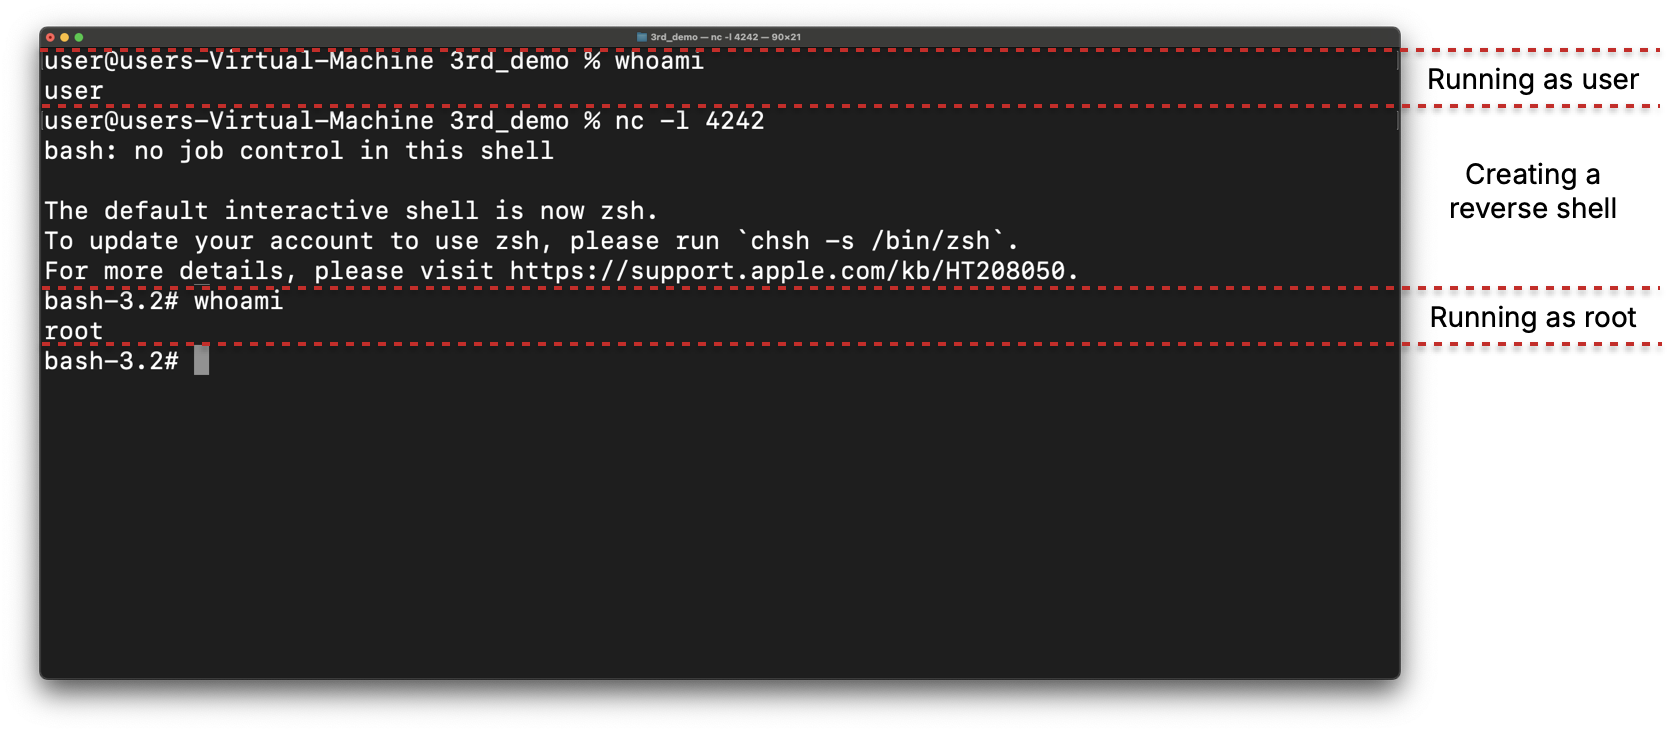 3rd_demo — nc -l 4242 — 90×21
user@users-Virtual-Machine 3rd_demo % whoami
user
user@users-Virtual-Machine 3rd_demo % nc -l 4242
bash: no job control in this shell
The default interactive shell is now zsh.
To update your account to use zsh, please run `chsh -s /bin/zsh`.
For more details, please visit https://support.apple.com/kb/HT208050.
bash-3.2# whoami
root
bash-3.2#
Running as user
Creating a
reverse shell
Running as root